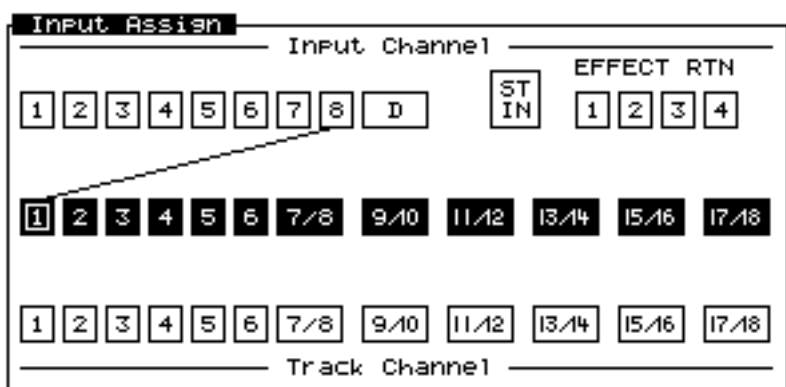 Input Assign
Input Channel
EFFECT RTN
ST
IN
1 2 3 4 5 6 7 8 D 1 2 3 4
1 2 3 4 5 6 7/8 9/10 11/12 13/14 15/16 17/18
1 2 3 4 5 6 7/8 9/10 11/12 13/14 15/16 17/18
Track Channel